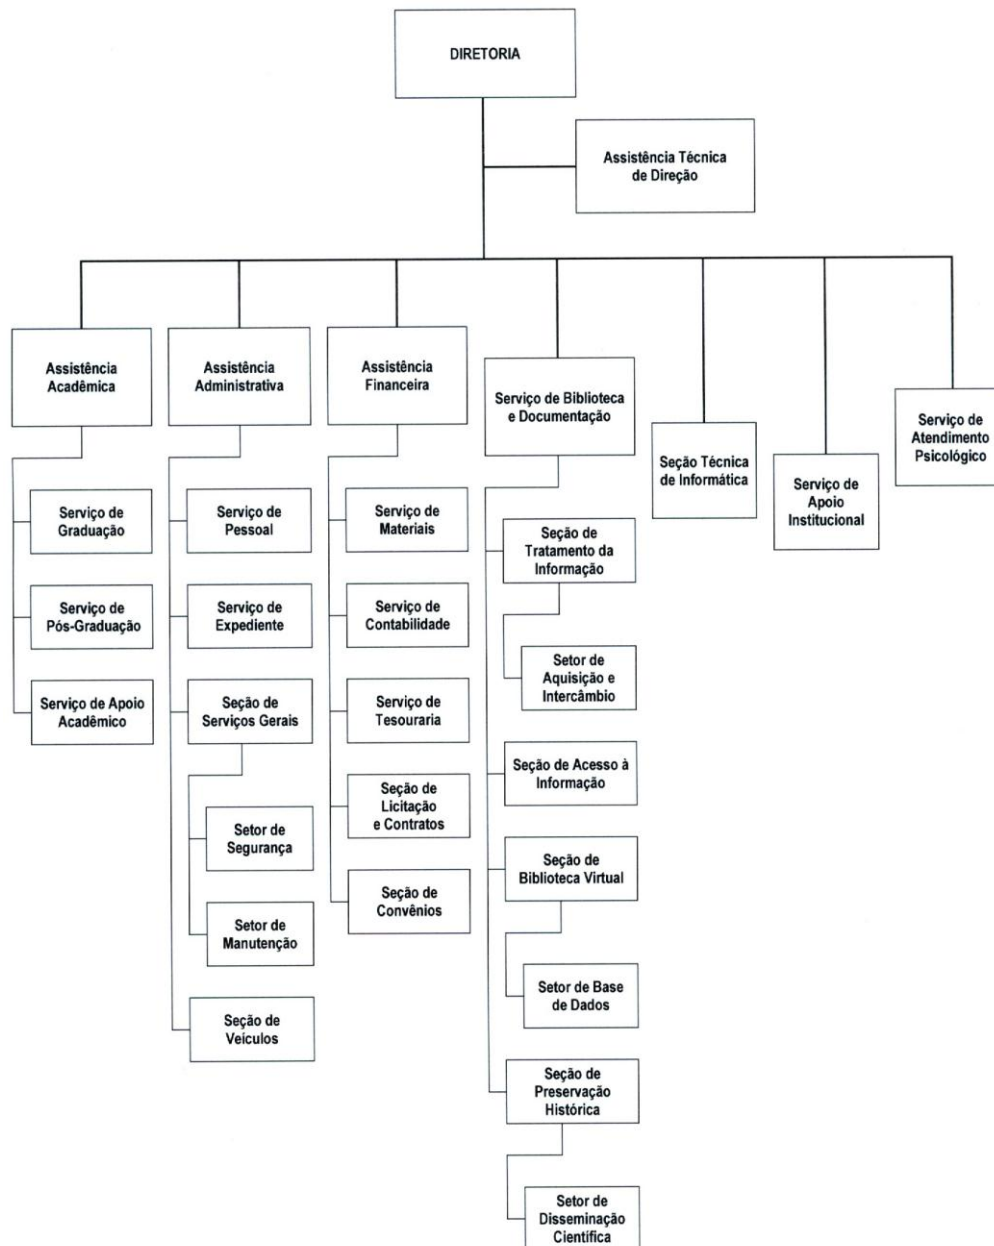 DIRETORIA
Assistência Técnica
de Direção
Assistência
Acadêmica
Assistência
Administrativa
Assistência
Financeira
Serviço de Biblioteca
e Documentação
Seção Técnica
de Informática
Serviço de
Apoio
Institucional
Serviço de
Atendimento
Psicológico
Serviço de
Graduação
Serviço de
Pós-Graduação
Serviço de Apoio
Acadêmico
Serviço de
Pessoal
Serviço de
Expediente
Seção de
Serviços Gerais
Setor de
Segurança
Setor de
Manutenção
Seção de
Veículos
Serviço de
Materiais
Serviço de
Contabilidade
Serviço de
Tesouraria
Seção de
Licitação
e Contratos
Seção de
Convênios
Seção de
Tratamento da
Informação
Setor de
Aquisição e
Intercâmbio
Seção de Acesso à
Informação
Seção de
Biblioteca Virtual
Setor de Base
de Dados
Seção de
Preservação
Histórica
Setor de
Disseminação
Científica